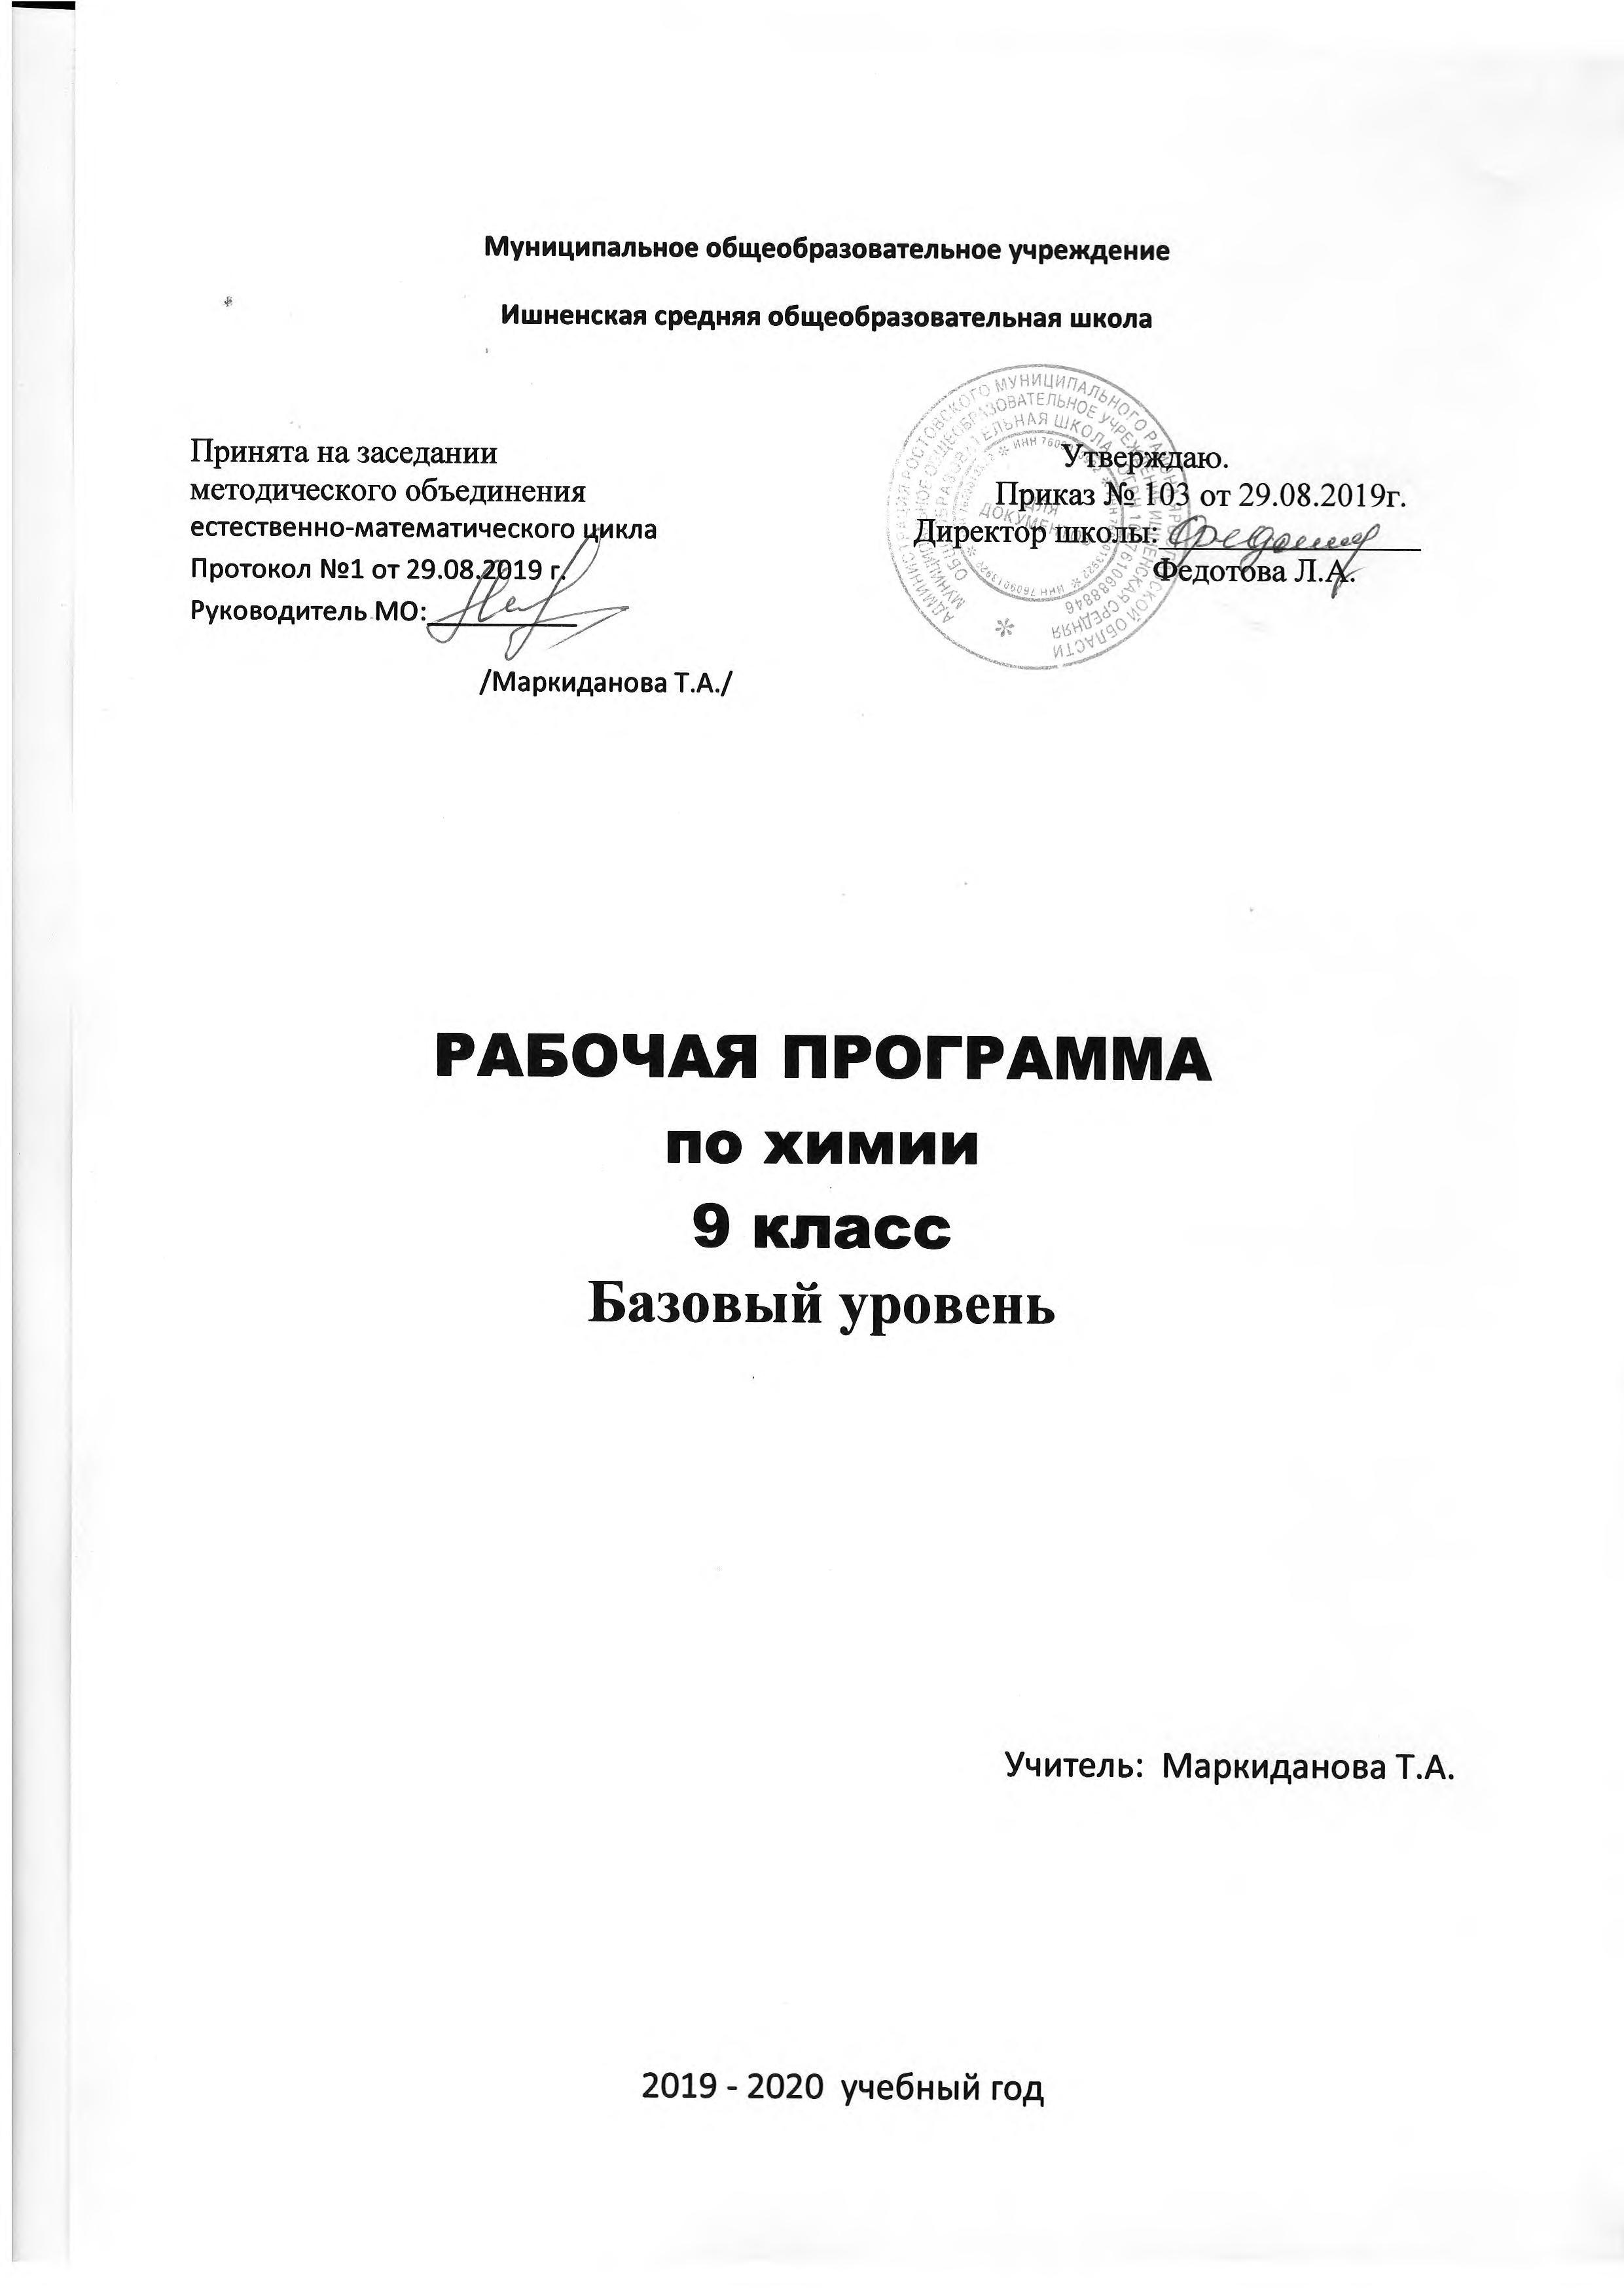 Муниципальное общеобразовательное учреждение
Ишненская средняя общеобразовательная школа
Принята на заседании
методического объединения
естественно-математического цикла
Протокол №1 от 29.08.2019 г.
Руководитель МО:
/Маркиданова Т.А./
Утверждаю.
Приказ № 103 от 29.08.2019г.
Директор школы:
Федотова Л.А.
ДЛЯ
ДОКУМЕНТОВ
РАБОЧАЯ ПРОГРАММА
по химии
9 класс
Базовый уровень
Учитель: Маркиданова Т.А.
2019 - 2020 учебный год